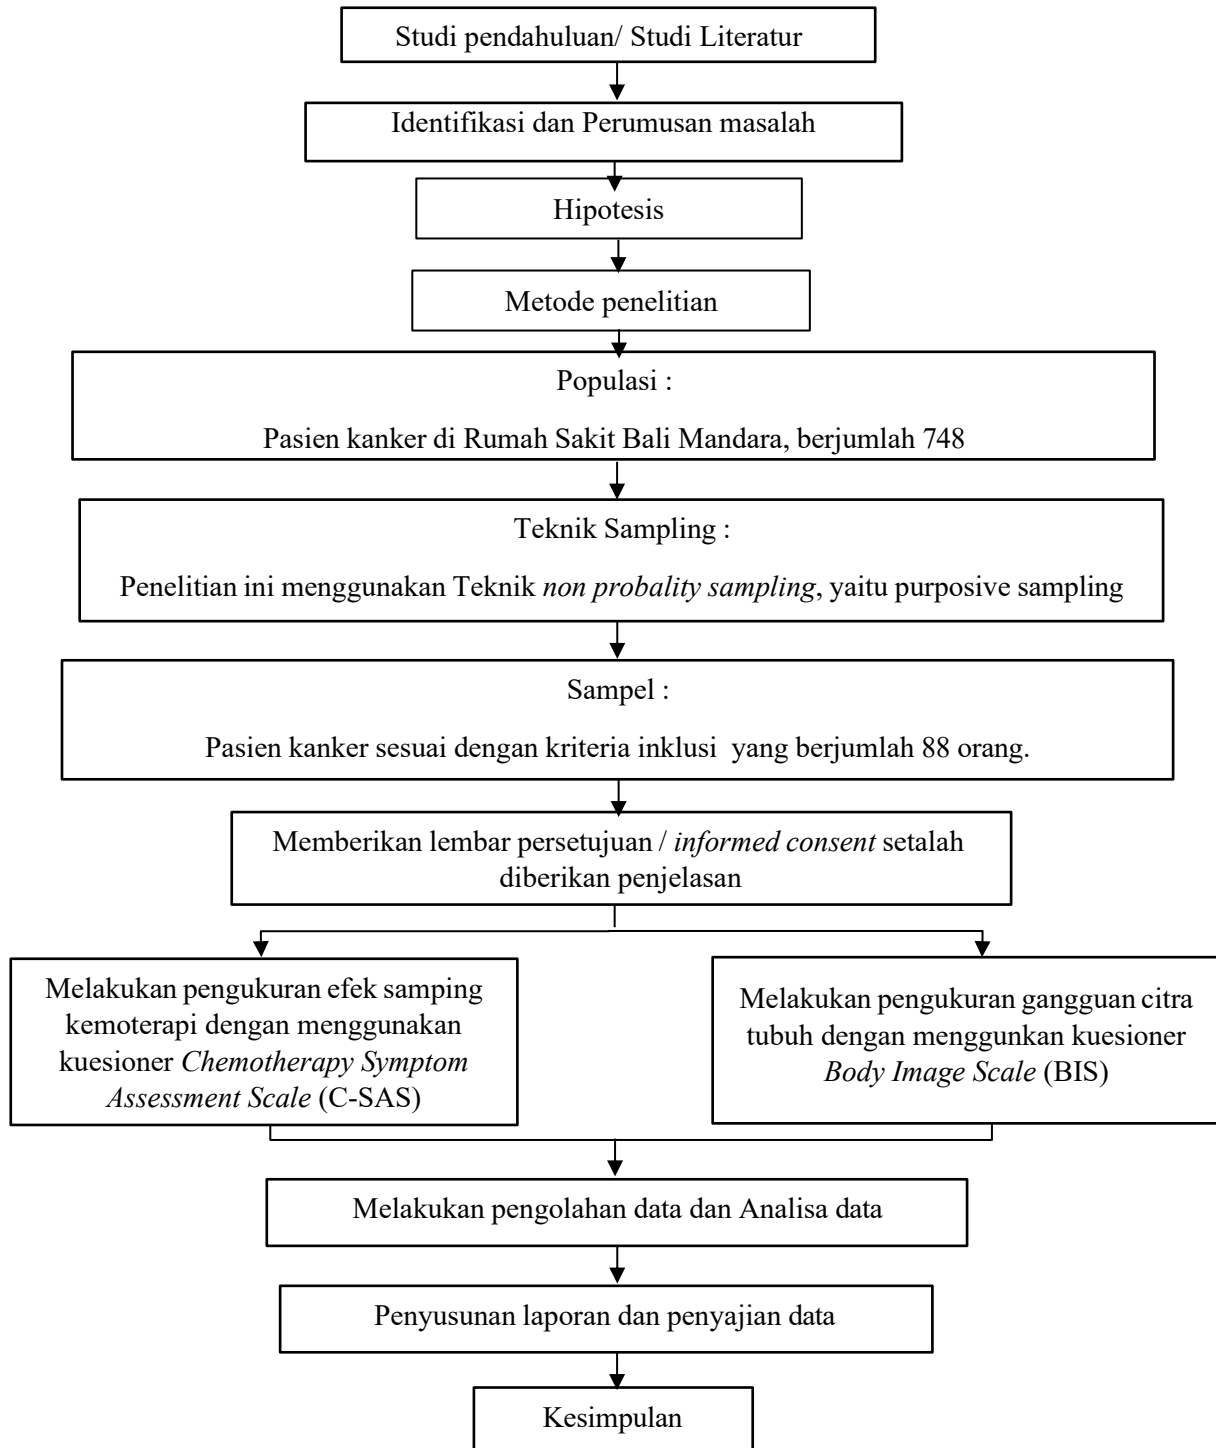 Studi pendahuluan/ Studi Literatur
Identifikasi dan Perumusan masalah
Hipotesis
Metode penelitian
Populasi :
Pasien kanker di Rumah Sakit Bali Mandara, berjumlah 748
Teknik Sampling :
Penelitian ini menggunakan Teknik non probality sampling, yaitu purposive sampling
Sampel :
Pasien kanker sesuai dengan kriteria inklusi yang berjumlah 88 orang.
Memberikan lembar persetujuan / informed consent setalah
diberikan penjelasan
Melakukan pengukuran efek samping
kemoterapi dengan menggunakan
kuesioner Chemotherapy Symptom
Assessment Scale (C-SAS)
Melakukan pengukuran gangguan citra
tubuh dengan menggunkan kuesioner
Body Image Scale (BIS)
Melakukan pengolahan data dan Analisa data
Penyusunan laporan dan penyajian data
Kesimpulan